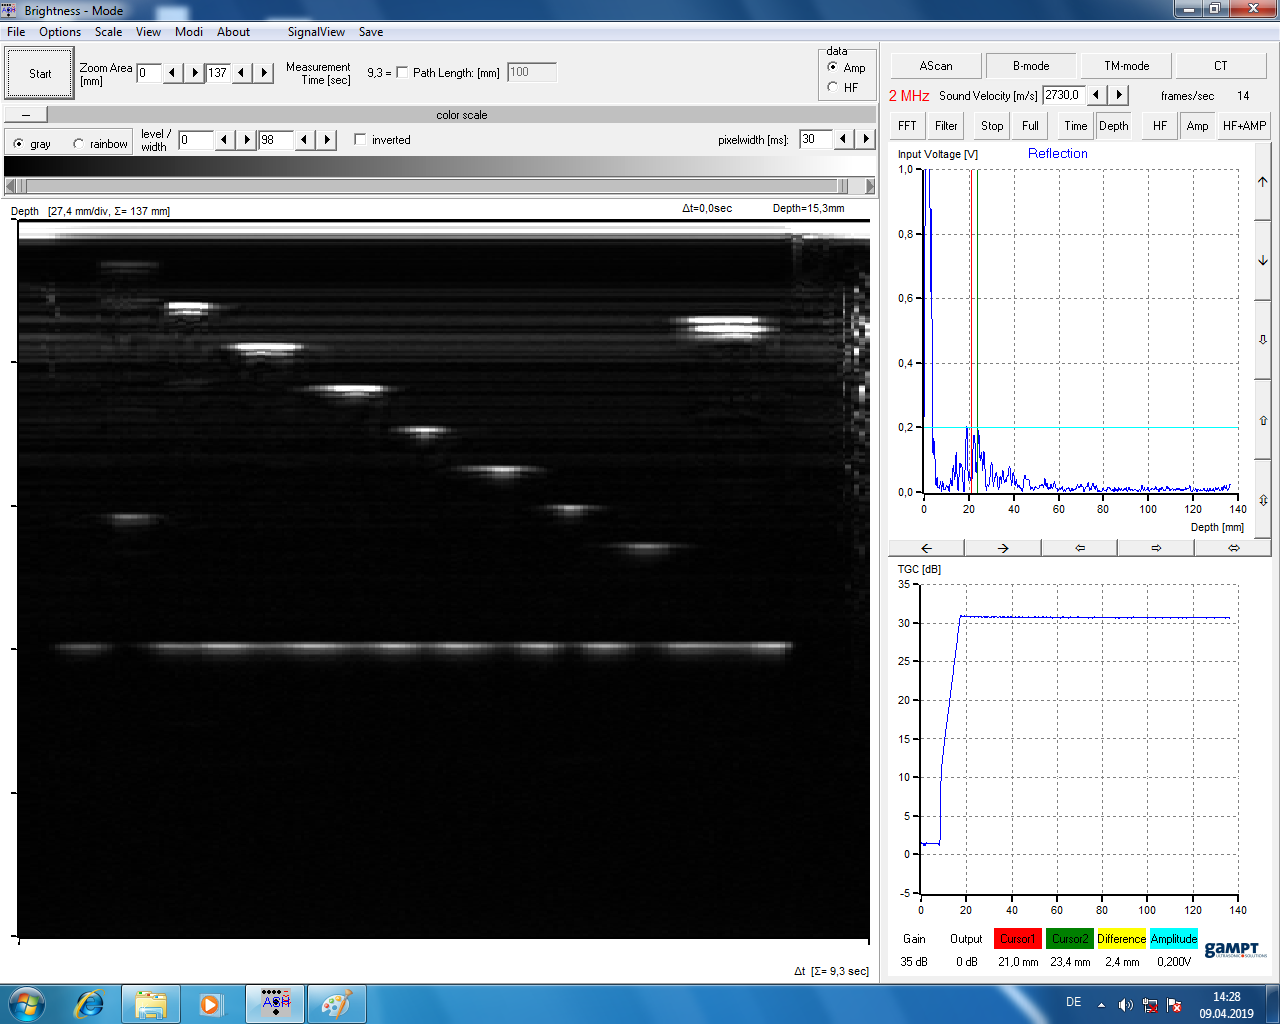 Brightness - Mode
File Options Scale View Modi About SignalView Save
Start
Zoom Area [mm] 0 137
Measurement Time [sec] 9,3 = Path Length: [mm] 100
data
Amp
HF
color scale
gray rainbow
level / width 0 98
inverted
pixelwidth [ms]: 30
Depth [27,4 mm/div, Σ= 137 mm]
Δt=0,0sec Depth=15,3mm
Δt [Σ= 9,3 sec]
AScan B-mode TM-mode CT
2 MHz Sound Velocity [m/s] 2730,0 frames/sec 14
FFT Filter Stop Full Time Depth HF Amp HF+AMP
Input Voltage [V] Reflection
1,0
0,8
0,6
0,4
0,2
0,0
0 20 40 60 80 100 120 140
Depth [mm]
TGC [dB]
35
30
25
20
15
10
5
0
-5
0 20 40 60 80 100 120 140
Gain Output Cursor1 Cursor2 Difference Amplitude
35 dB 0 dB 21,0 mm 23,4 mm 2,4 mm 0,200V
GAMPT
ULTRASONIC SOLUTIONS
DE
14:28
09.04.2019